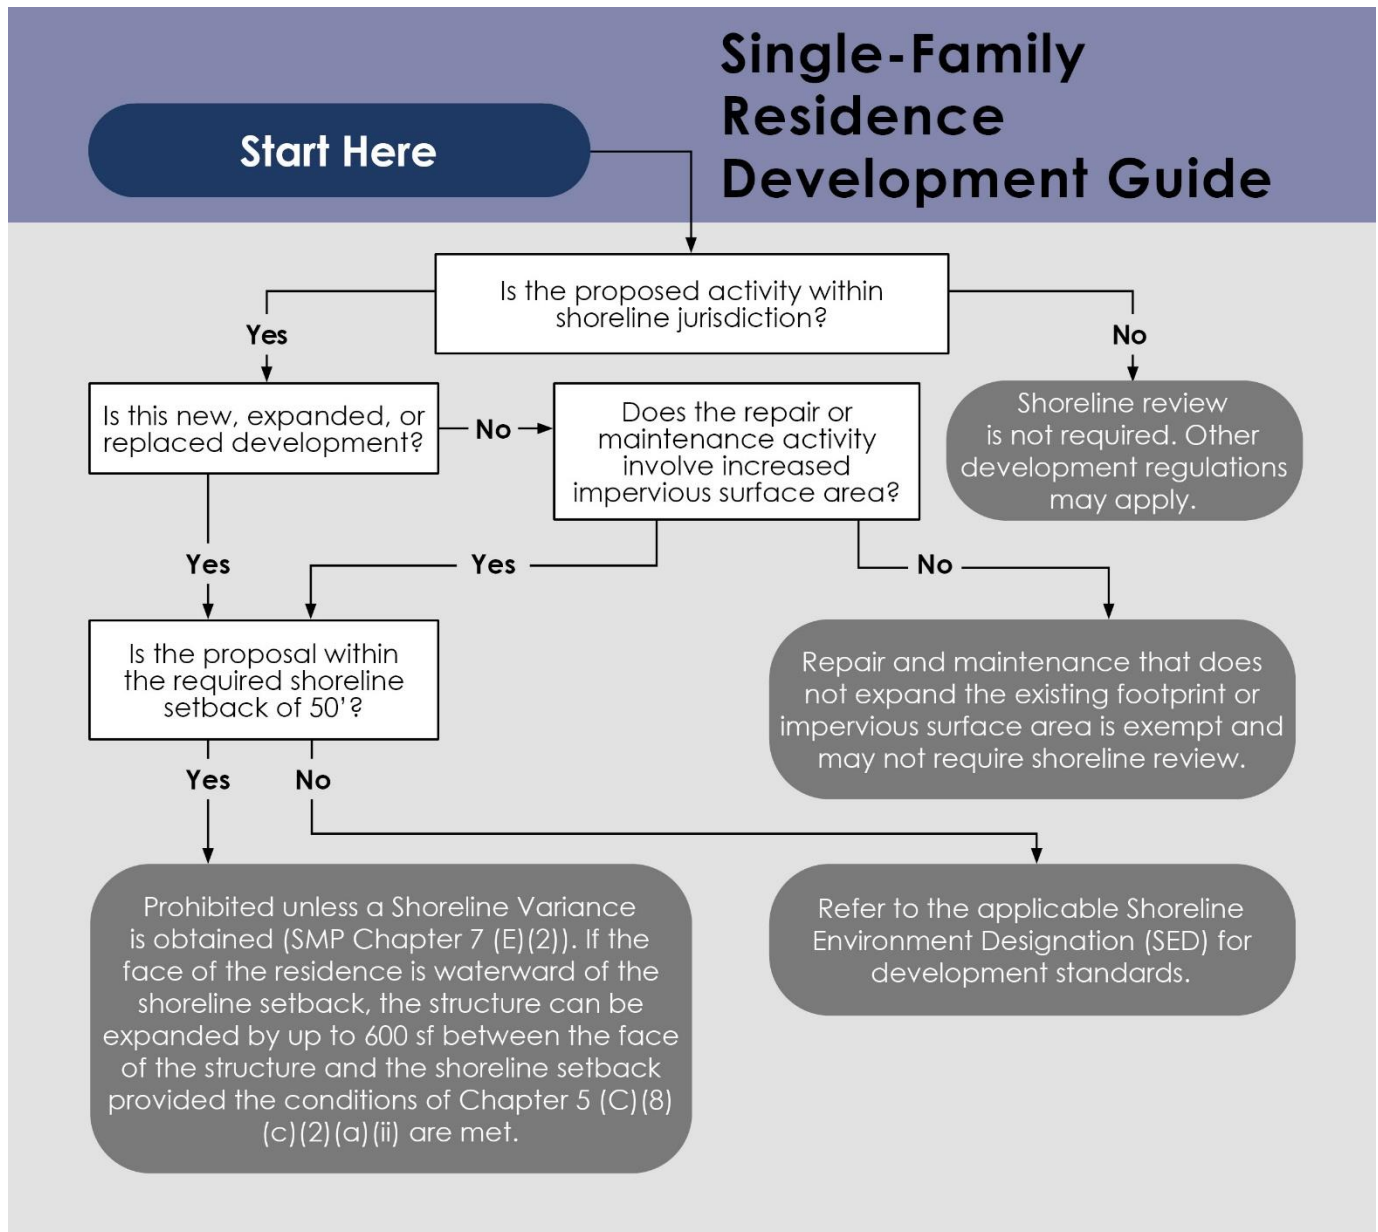 Single-Family
Residence
Development Guide
Start Here
Is the proposed activity within
shoreline jurisdiction?
Yes
No
Is this new, expanded, or
replaced development?
No
Does the repair or
maintenance activity
involve increased
impervious surface area?
Shoreline review
is not required. Other
development regulations
may apply.
Yes
Yes
No
Is the proposal within
the required shoreline
setback of 50'?
Repair and maintenance that does
not expand the existing footprint or
impervious surface area is exempt and
may not require shoreline review.
Yes
No
Prohibited unless a Shoreline Variance
is obtained (SMP Chapter 7 (E)(2)). If the
face of the residence is waterward of the
shoreline setback, the structure can be
expanded by up to 600 sf between the face
of the structure and the shoreline setback
provided the conditions of Chapter 5 (C)(8)
(c)(2)(a)(ii) are met.
Refer to the applicable Shoreline
Environment Designation (SED) for
development standards.